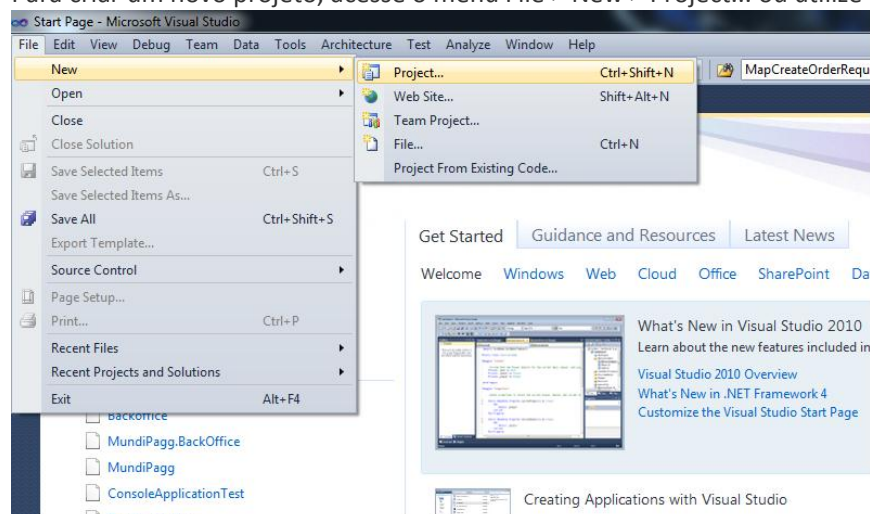 Para criar um novo projeto, acesse o menu File > New > Project... ou utilize
Start Page - Microsoft Visual Studio
File Edit View Debug Team Data Tools Architecture Test Analyze Window Help
New
Open
Close
Close Solution
Save Selected Items Ctrl+S
Save Selected Items As...
Save All Ctrl+Shift+S
Export Template...
Source Control
Page Setup...
Print... Ctrl+P
Recent Files
Recent Projects and Solutions
Exit Alt+F4
Project... Ctrl+Shift+N
Web Site... Shift+Alt+N
Team Project...
File... Ctrl+N
Project From Existing Code...
MapCreateOrderRequ
Get Started Guidance and Resources Latest News
Welcome Windows Web Cloud Office SharePoint Da
What's New in Visual Studio 2010
Learn about the new features included in
Visual Studio 2010 Overview
What's New in .NET Framework 4
Customize the Visual Studio Start Page
Creating Applications with Visual Studio
Backoffice
MundiPagg.BackOffice
MundiPagg
ConsoleApplicationTest